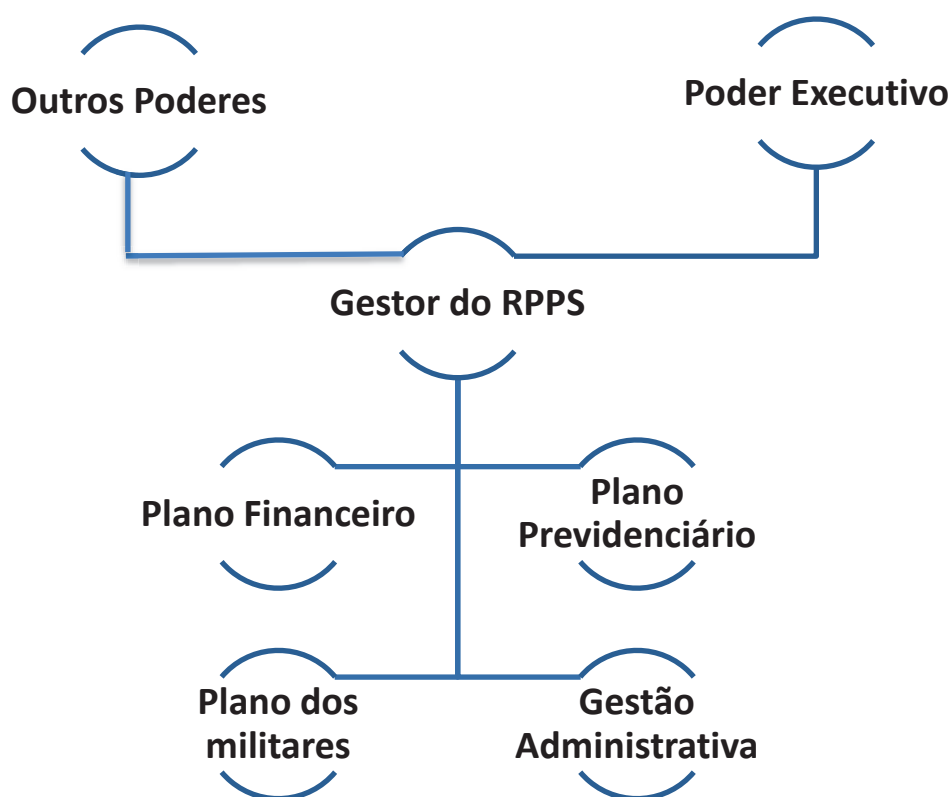 Outros Poderes
Poder Executivo
Gestor do RPPS
Plano Financeiro
Plano
Previdenciário
Plano dos
militares
Gestão
Administrativa